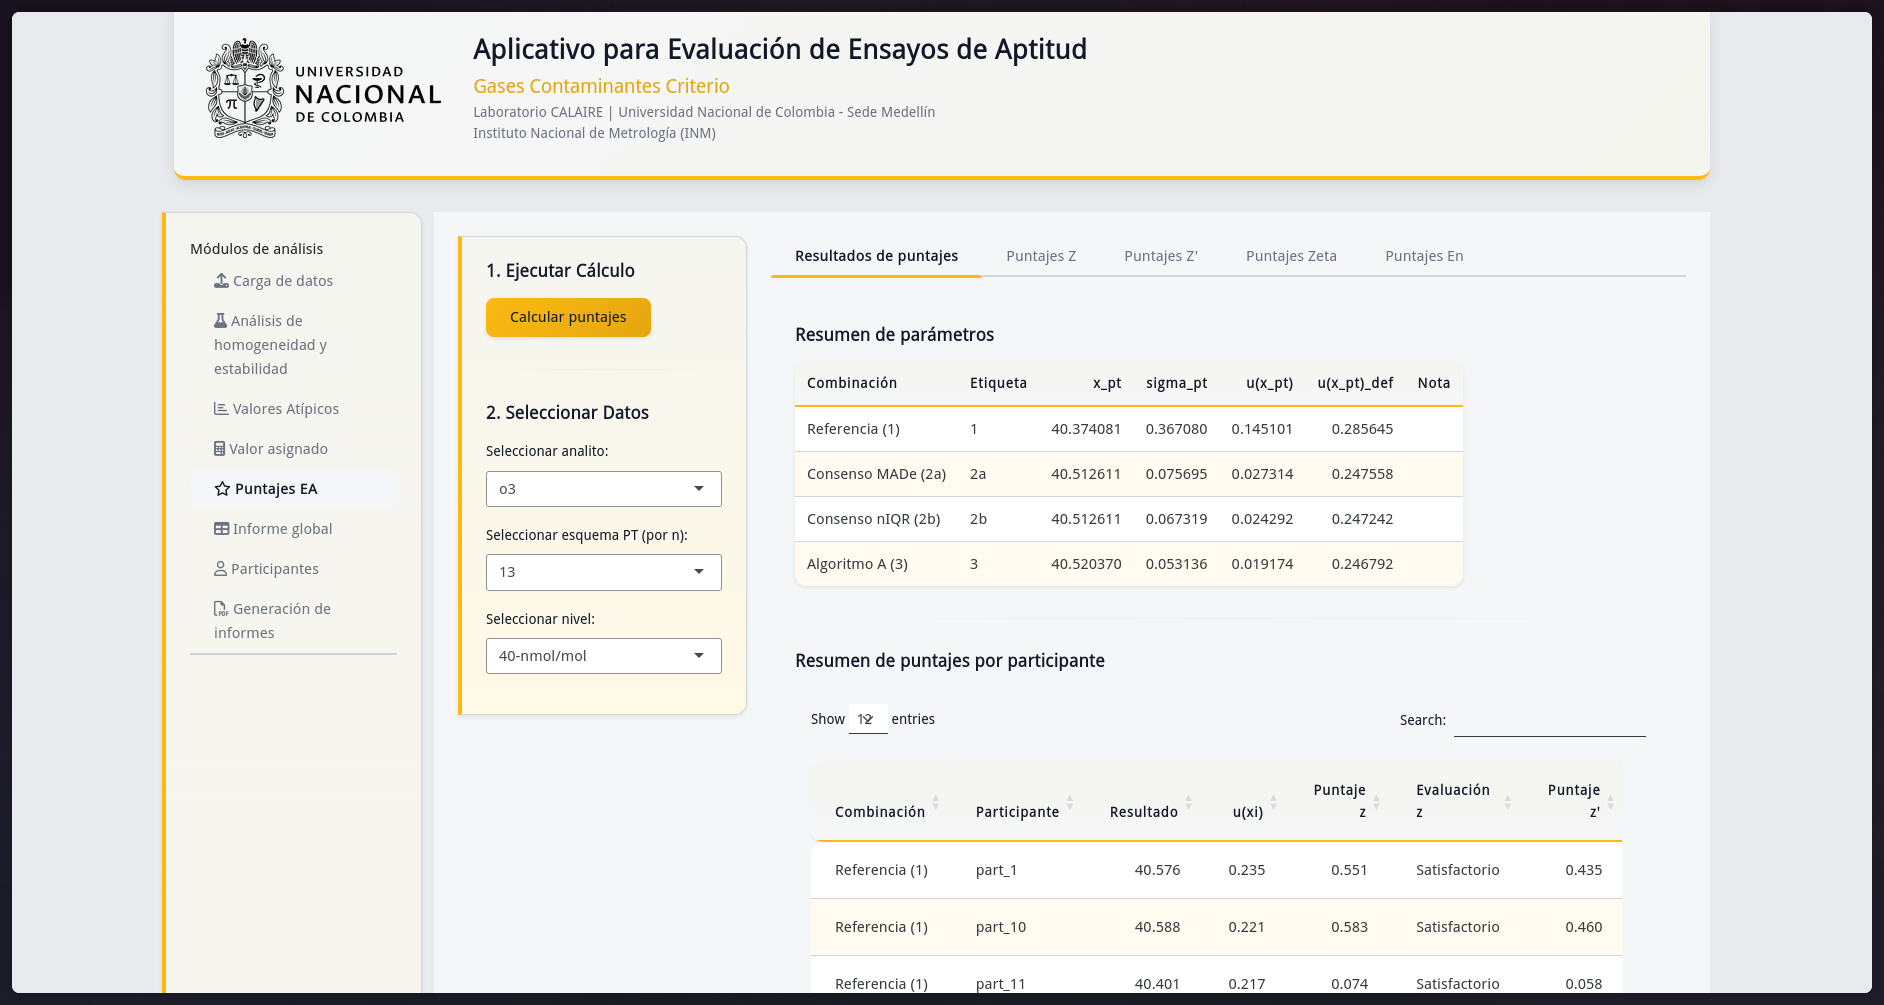 UNIVERSIDAD
NACIONAL
DE COLOMBIA
Aplicativo para Evaluación de Ensayos de Aptitud
Gases Contaminantes Criterio
Laboratorio CALAIRE | Universidad Nacional de Colombia - Sede Medellín
Instituto Nacional de Metrología (INM)
Módulos de análisis
Carga de datos
Análisis de
homogeneidad y
estabilidad
Valores Atípicos
Valor asignado
Puntajes EA
Informe global
Participantes
Generación de
informes
1. Ejecutar Cálculo
Calcular puntajes
2. Seleccionar Datos
Seleccionar analito:
o3
Seleccionar esquema PT (por n):
13
Seleccionar nivel:
40-nmol/mol
Resultados de puntajes Puntajes Z Puntajes Z' Puntajes Zeta Puntajes En
Resumen de parámetros
Combinación Etiqueta x_pt sigma_pt u(x_pt) u(x_pt)_def Nota
Referencia (1) 1 40.374081 0.367080 0.145101 0.285645
Consenso MADe (2a) 2a 40.512611 0.075695 0.027314 0.247558
Consenso nIQR (2b) 2b 40.512611 0.067319 0.024292 0.247242
Algoritmo A (3) 3 40.520370 0.053136 0.019174 0.246792
Resumen de puntajes por participante
Show 12 entries Search:
Combinación Participante Resultado u(xi) Puntaje z Evaluación z Puntaje z'
Referencia (1) part_1 40.576 0.235 0.551 Satisfactorio 0.435
Referencia (1) part_10 40.588 0.221 0.583 Satisfactorio 0.460
Referencia (1) part_11 40.401 0.217 0.074 Satisfactorio 0.058